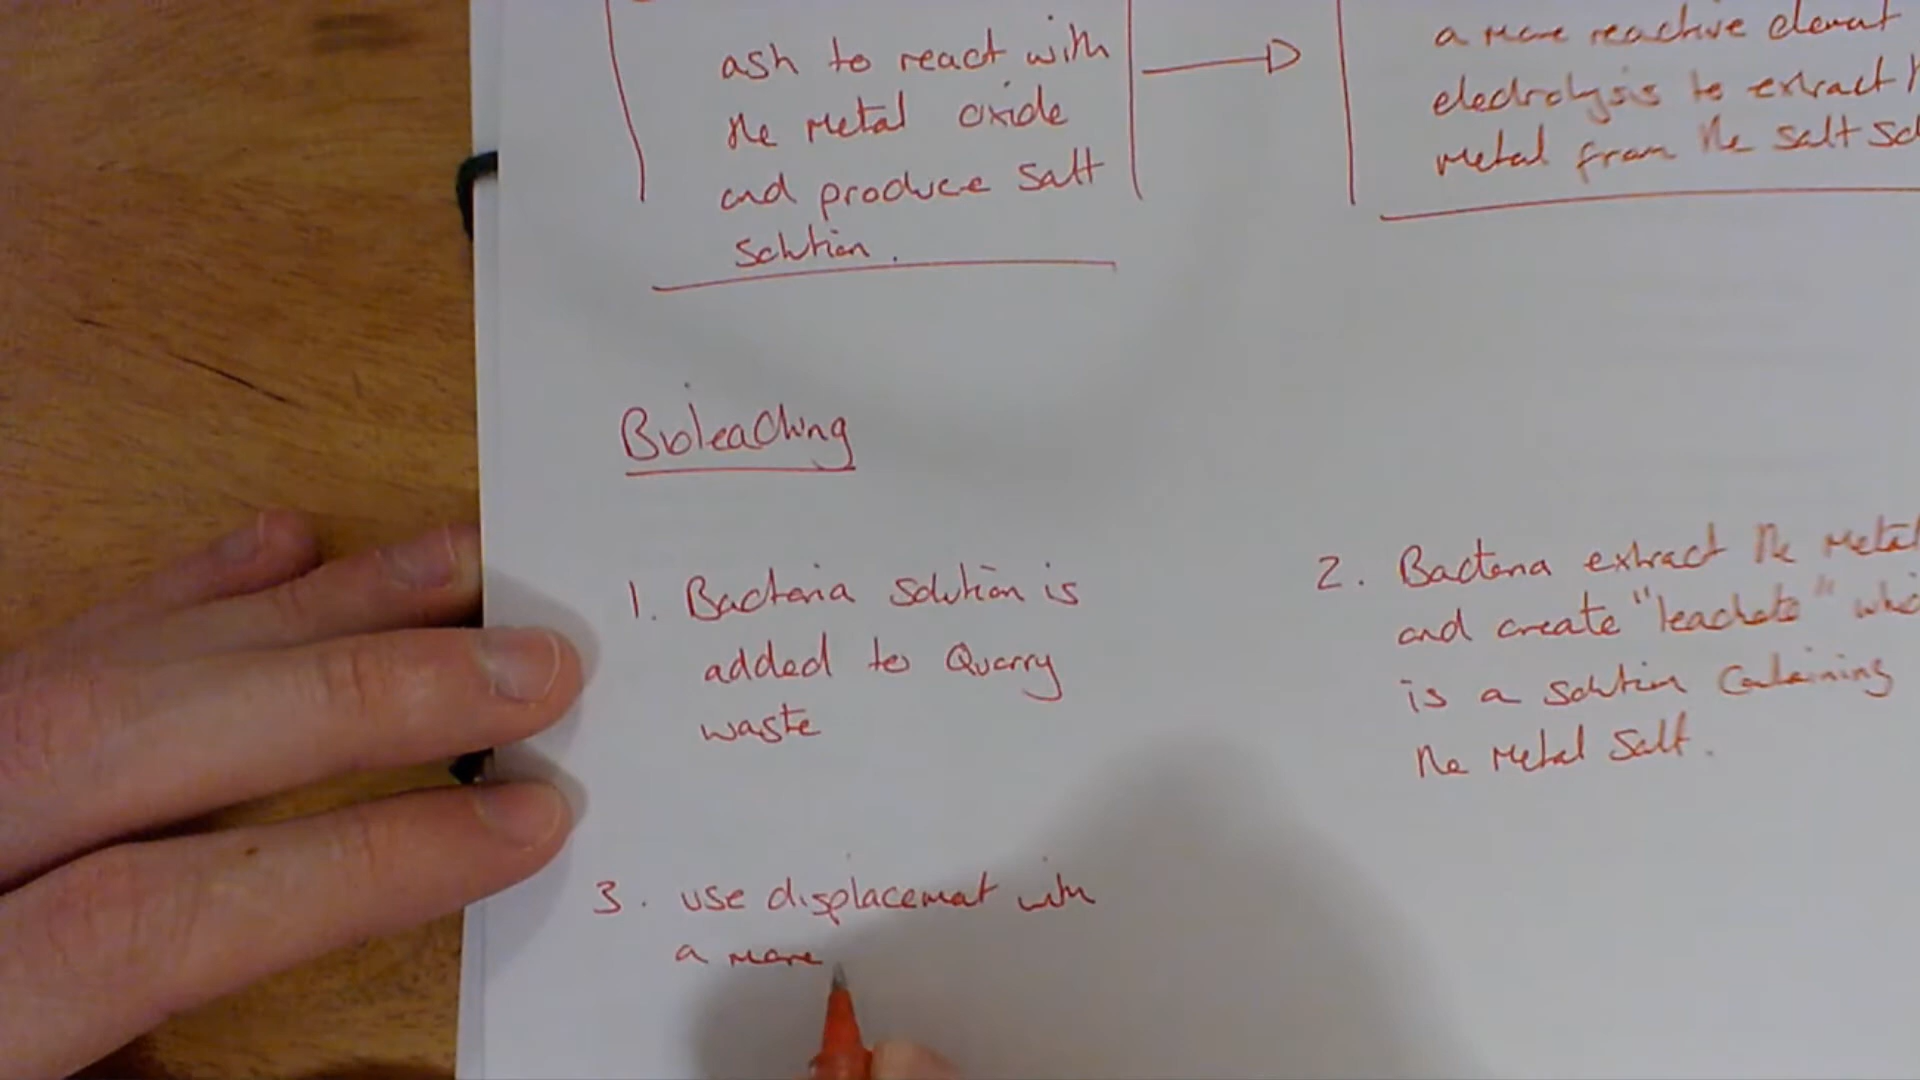 ash to react with
the metal oxide
and produce salt
solution.
a more reactive element
electrolysis to extract
metal from the salt
Bioleaching
1. Bacteria solution is
added to Quarry
waste
2. Bacteria extract the metal
and create "leachate"
is a solution containing
the metal salt.
3. use displacement with
a more